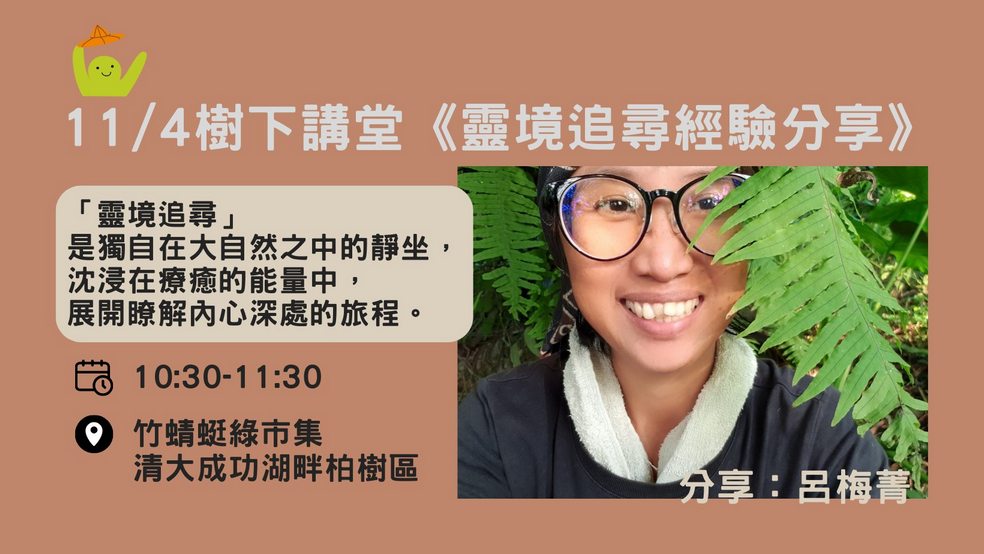 11/4樹下講堂《靈境追尋經驗分享》
「靈境追尋」
是獨自在大自然之中的靜坐，
沈浸在療癒的能量中，
展開瞭解內心深處的旅程。
10:30-11:30
竹蜻蜓綠市集
清大成功湖畔柏樹區
分享：呂梅菁